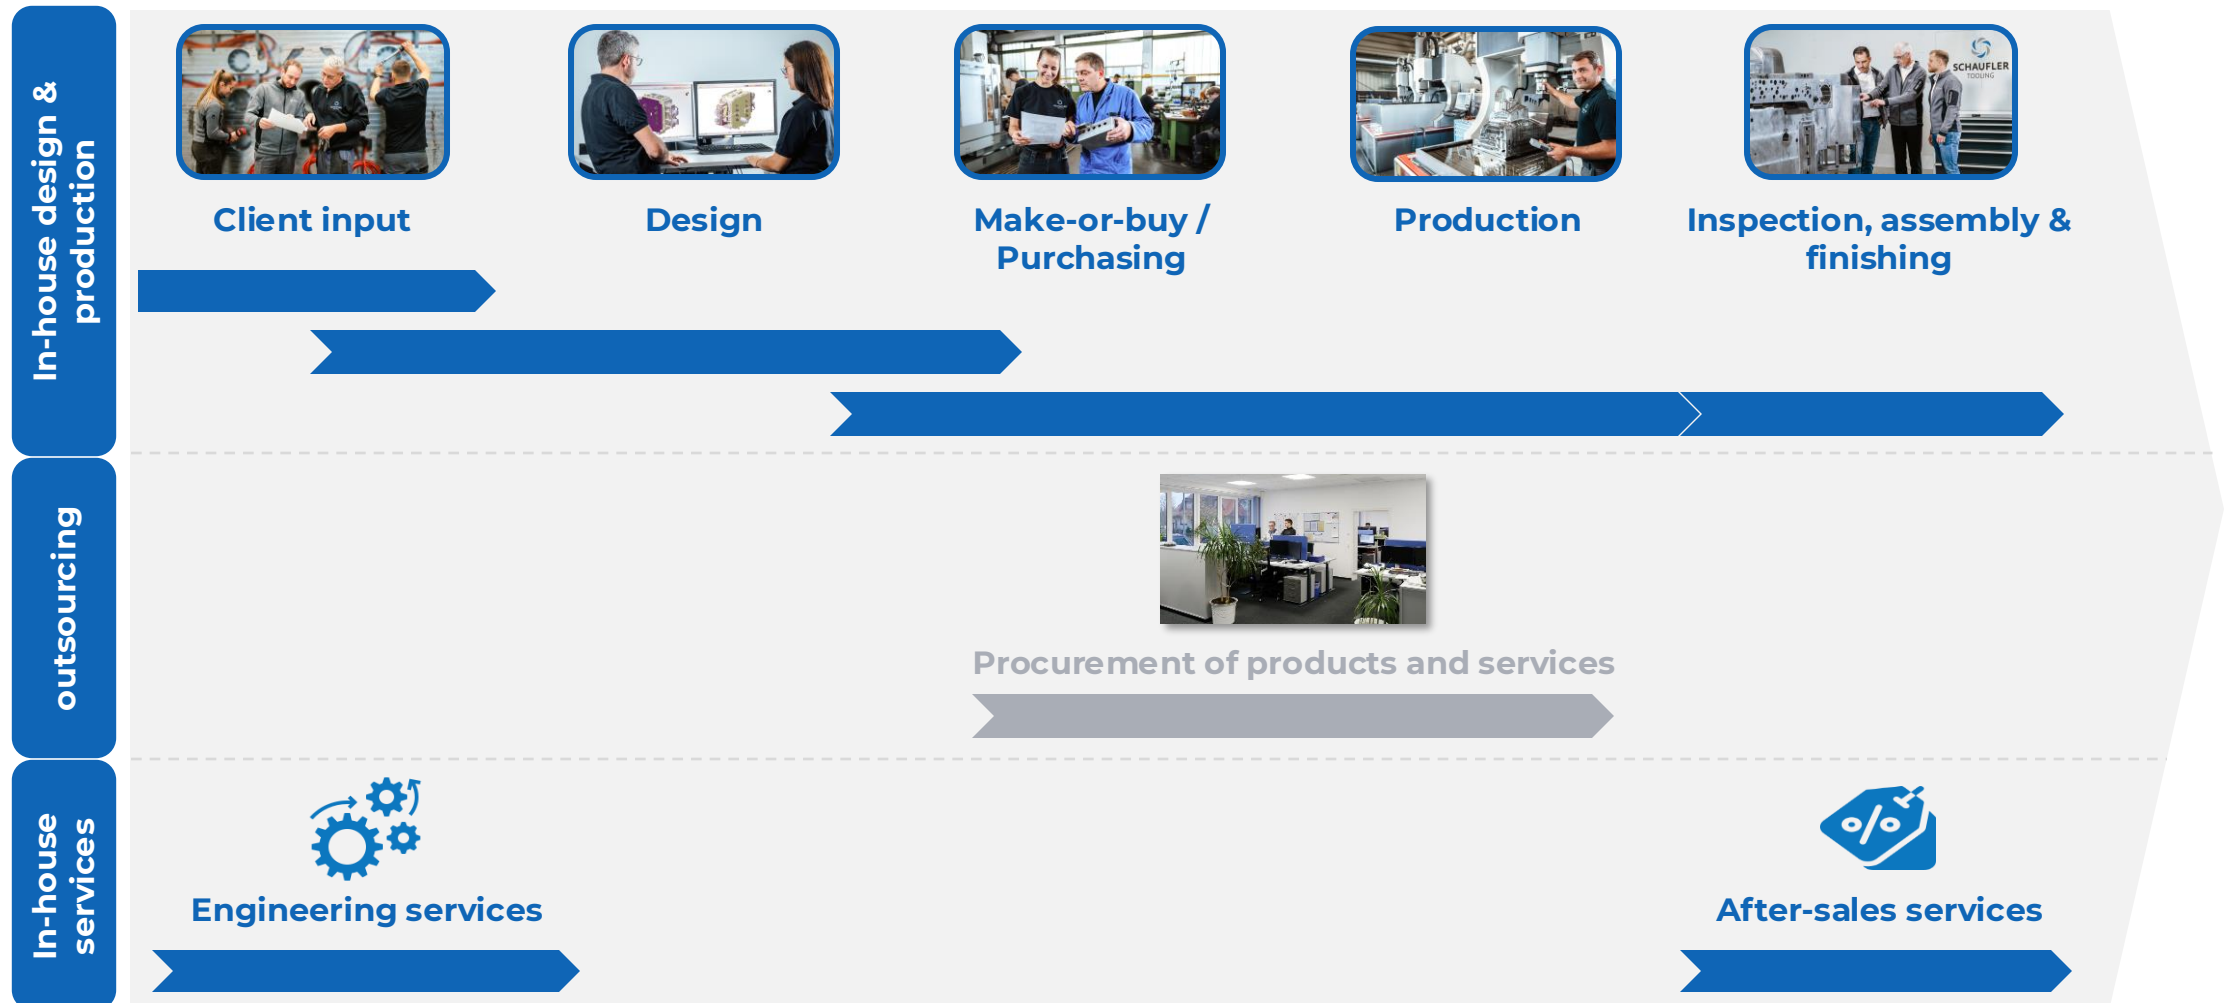 In-house design &
production
Client input
Design
Make-or-buy /
Purchasing
Production
Inspection, assembly &
finishing
SCHAUFLER
TOOLING
outsourcing
Procurement of products and services
In-house
services
Engineering services
%
After-sales services